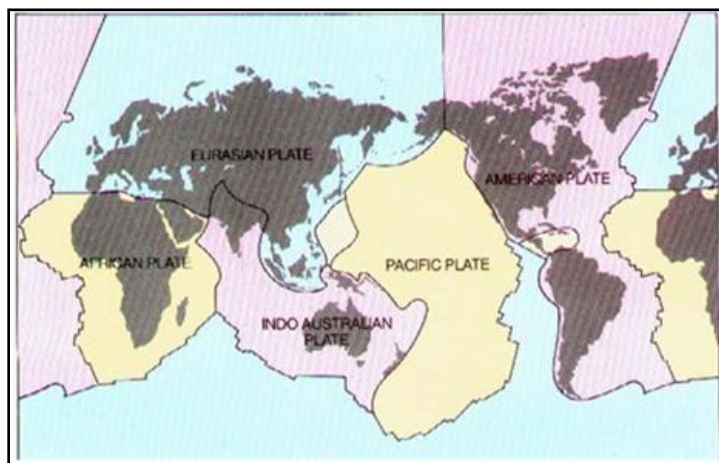 EURASIAN PLATE
AMERICAN PLATE
AFRICAN PLATE
PACIFIC PLATE
INDO AUSTRALIAN
PLATE